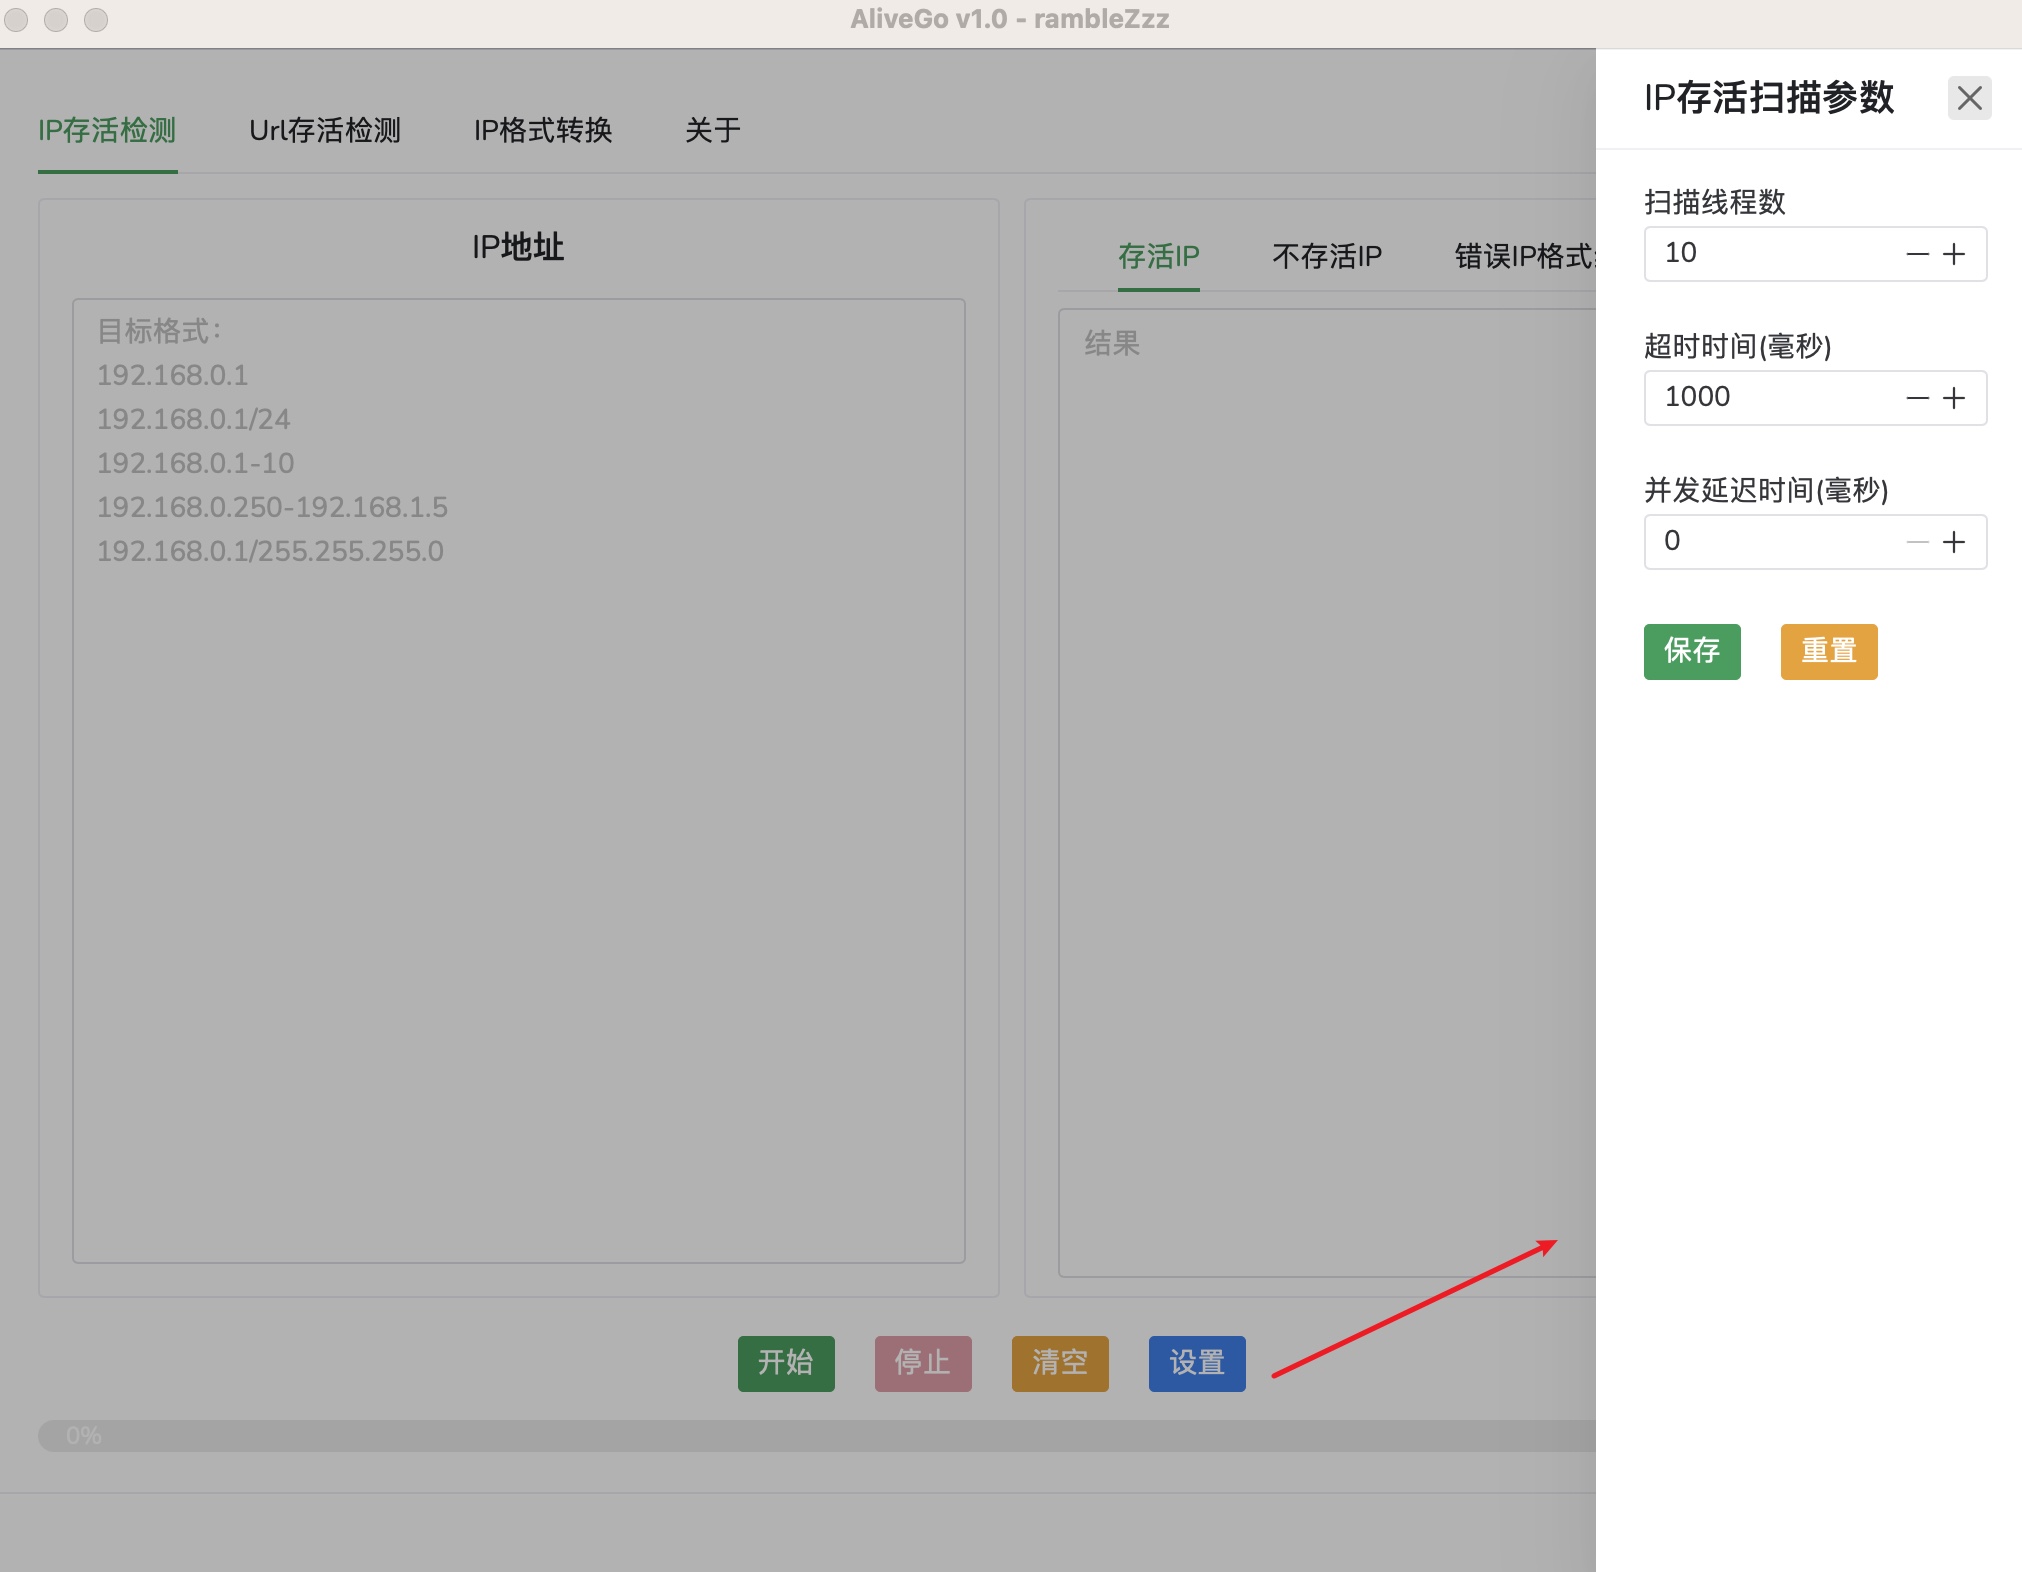 AliveGo v1.0 - rambleZzz
IP存活检测 Url存活检测 IP格式转换 关于
IP地址
目标格式：
192.168.0.1
192.168.0.1/24
192.168.0.1-10
192.168.0.250-192.168.1.5
192.168.0.1/255.255.255.0
存活IP 不存活IP 错误IP格式
结果
开始 停止 清空 设置
0%
IP存活扫描参数
扫描线程数
10
超时时间(毫秒)
1000
并发延迟时间(毫秒)
0
保存 重置